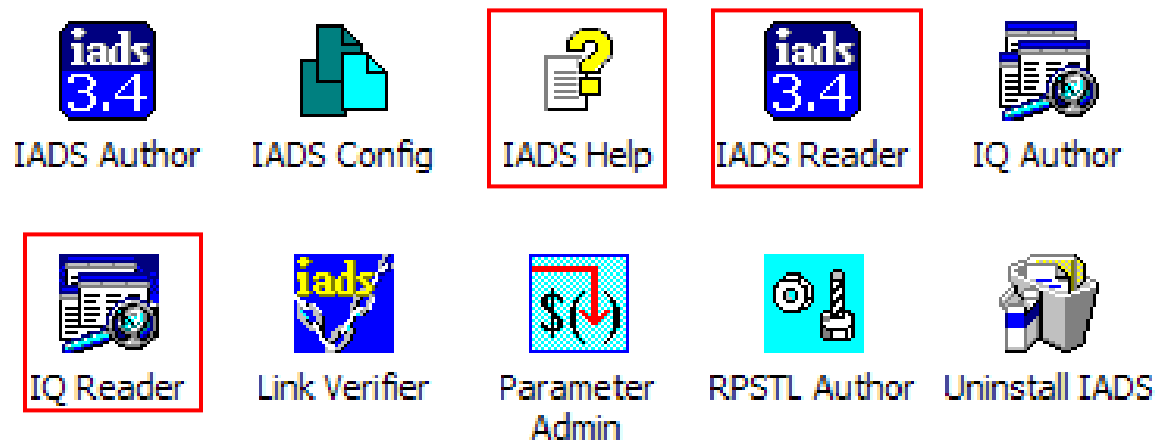 iads
3.4
iads
3.4
IADS Author IADS Config IADS Help IADS Reader IQ Author
iads
$()
IQ Reader Link Verifier Parameter Admin RPSTL Author Uninstall IADS